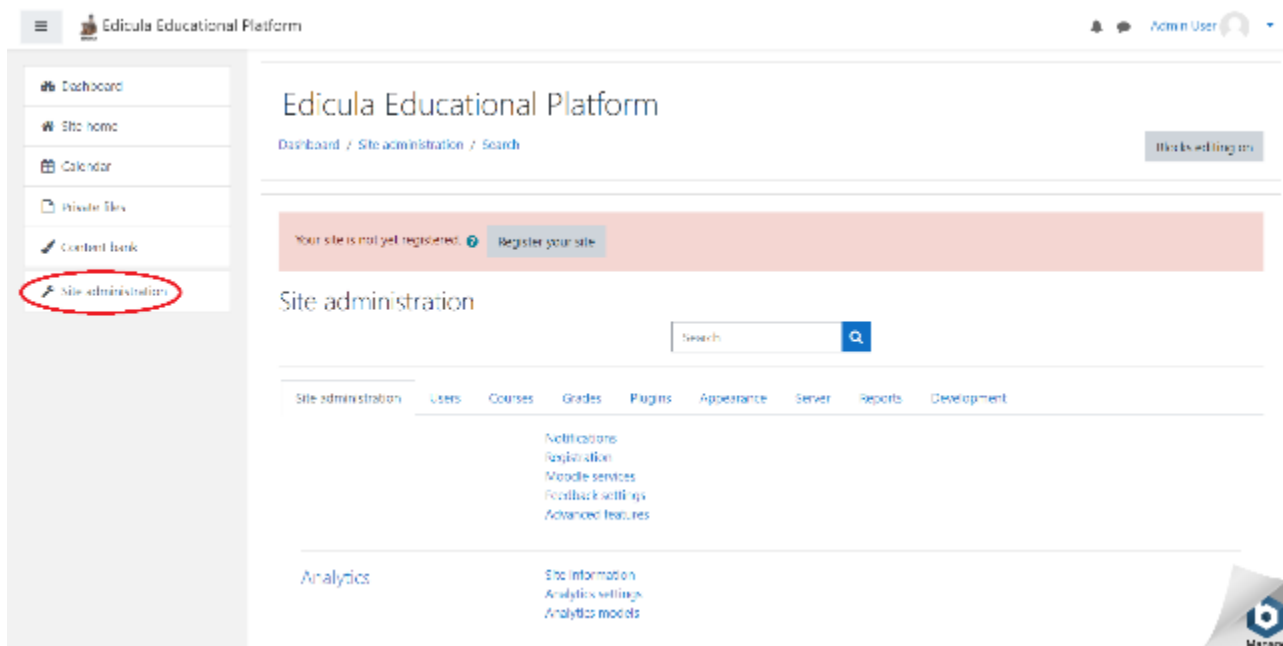 Edicula Educational Platform
Admin User
Dashboard
Site home
Calendar
Private files
Content bank
Site administration
Edicula Educational Platform
Dashboard / Site administration / Search
Blocks editing on
Your site is not yet registered.
Register your site
Site administration
Search
Site administration Users Courses Grades Plugins Appearance Server Reports Development
Notifications
Registration
Moodle services
Feedback settings
Advanced features
Analytics
Site information
Analytics settings
Analytics models